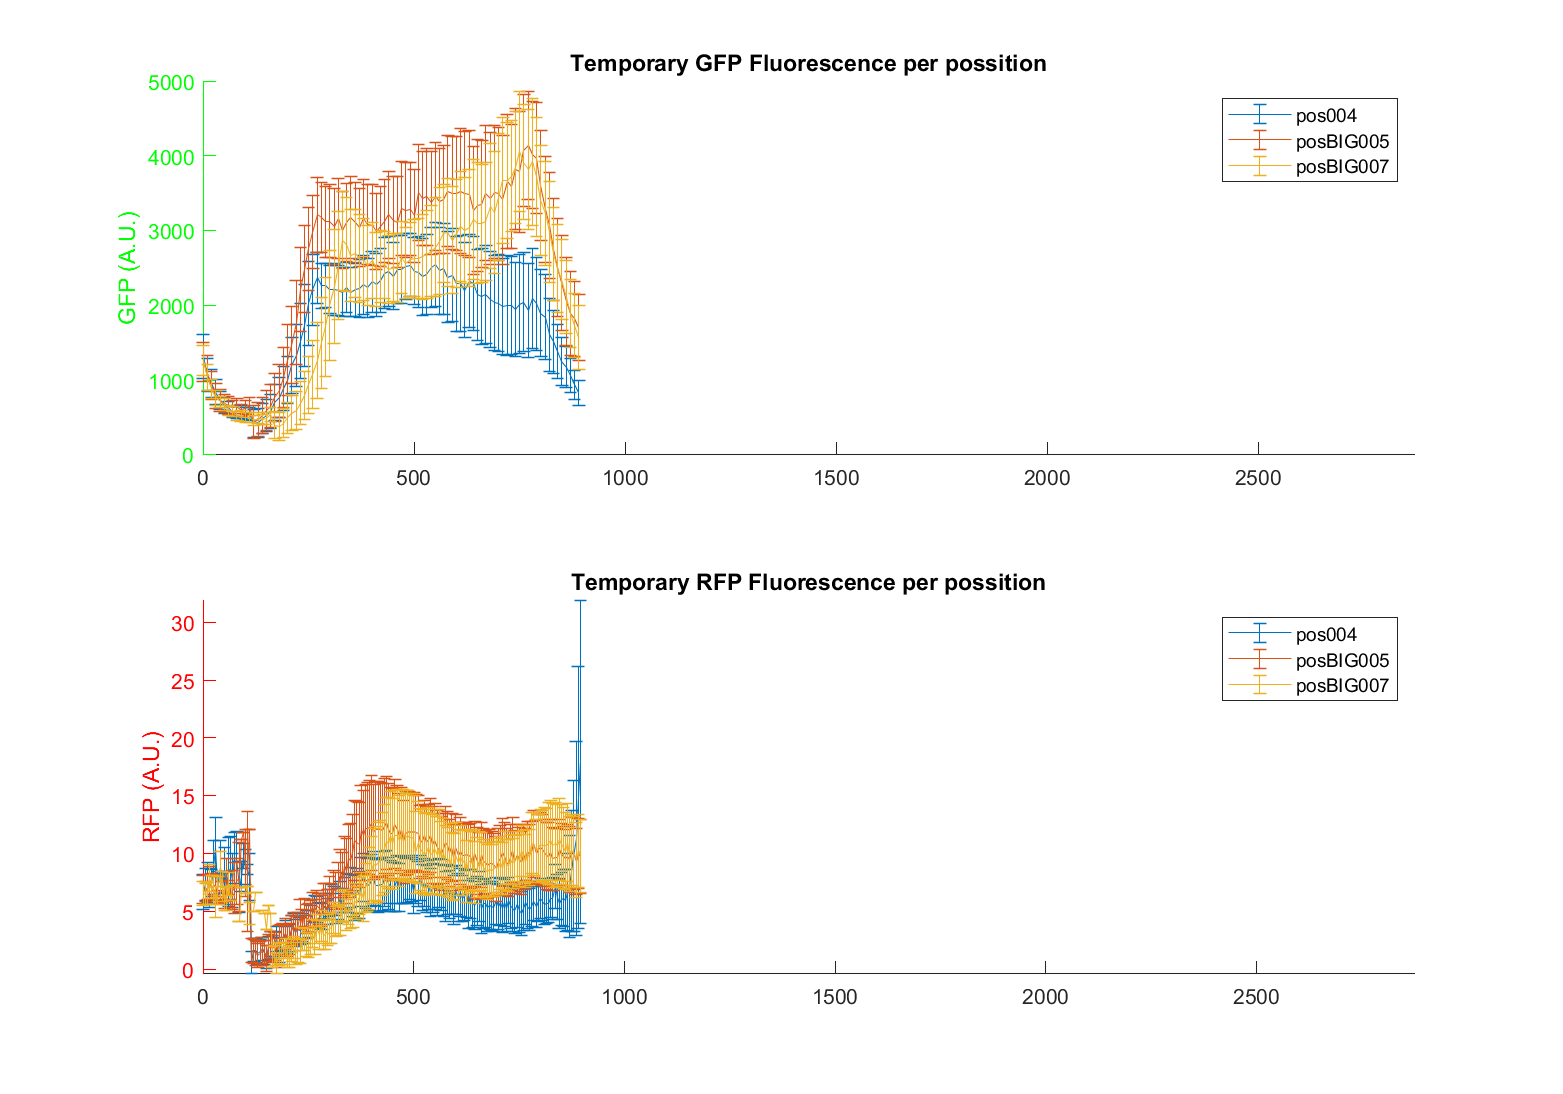 Temporary GFP Fluorescence per possition
5000
4000
3000
2000
1000
0
GFP (A.U.)
0 500 1000 1500 2000 2500
pos004
posBIG005
posBIG007
Temporary RFP Fluorescence per possition
30
25
20
15
10
5
0
RFP (A.U.)
0 500 1000 1500 2000 2500
pos004
posBIG005
posBIG007